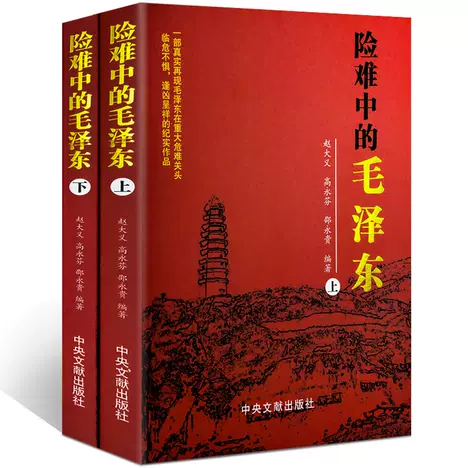 险难中的毛泽东
下
赵大义 高永芬 邵永贵 编著
中央文献出版社
险难中的毛泽东
上
赵大义 高永芬 邵永贵 编著
中央文献出版社
一部真实再现毛泽东在重大危难关头
临危不惧、逢凶呈祥的纪实作品
险难中的毛泽东
赵大义 高永芬 邵永贵 编著
上
中央文献出版社